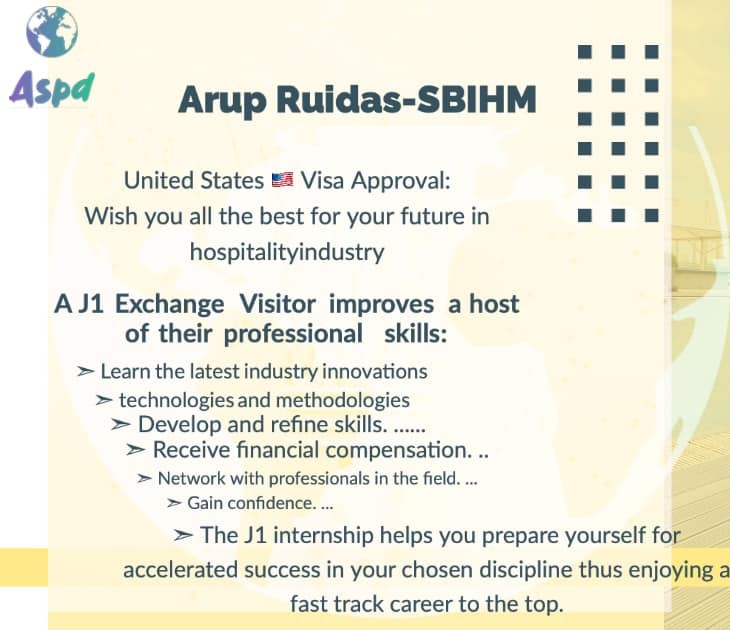 Aspd
Arup Ruidas-SBIHM
United States 🇺🇸 Visa Approval:
Wish you all the best for your future in
hospitalityindustry
A J1 Exchange Visitor improves a host
of their professional skills:
➢ Learn the latest industry innovations
➢ technologies and methodologies
➢ Develop and refine skills. ......
➢ Receive financial compensation. ..
➢ Network with professionals in the field. ...
➢ Gain confidence. ...
➢ The J1 internship helps you prepare yourself for
accelerated success in your chosen discipline thus enjoying a
fast track career to the top.